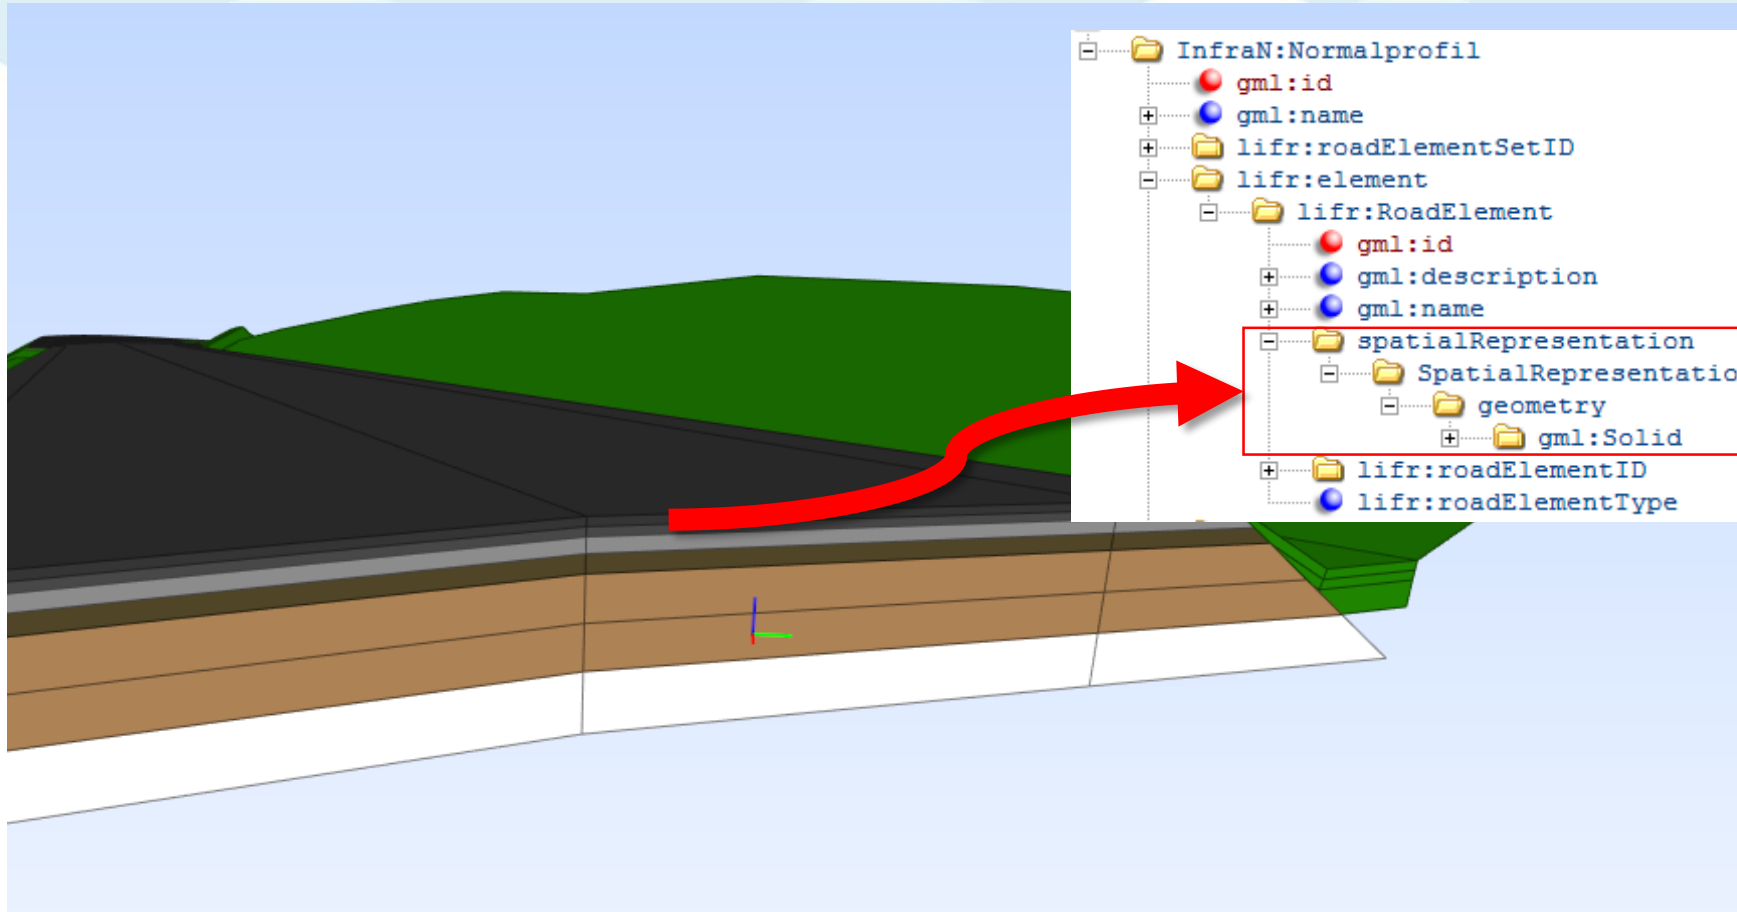 InfraN:Normalprofil
gml:id
gml:name
lifr:roadElementSetID
lifr:element
lifr:RoadElement
gml:id
gml:description
gml:name
spatialRepresentation
SpatialRepresentatio
geometry
gml:Solid
lifr:roadElementID
lifr:roadElementType